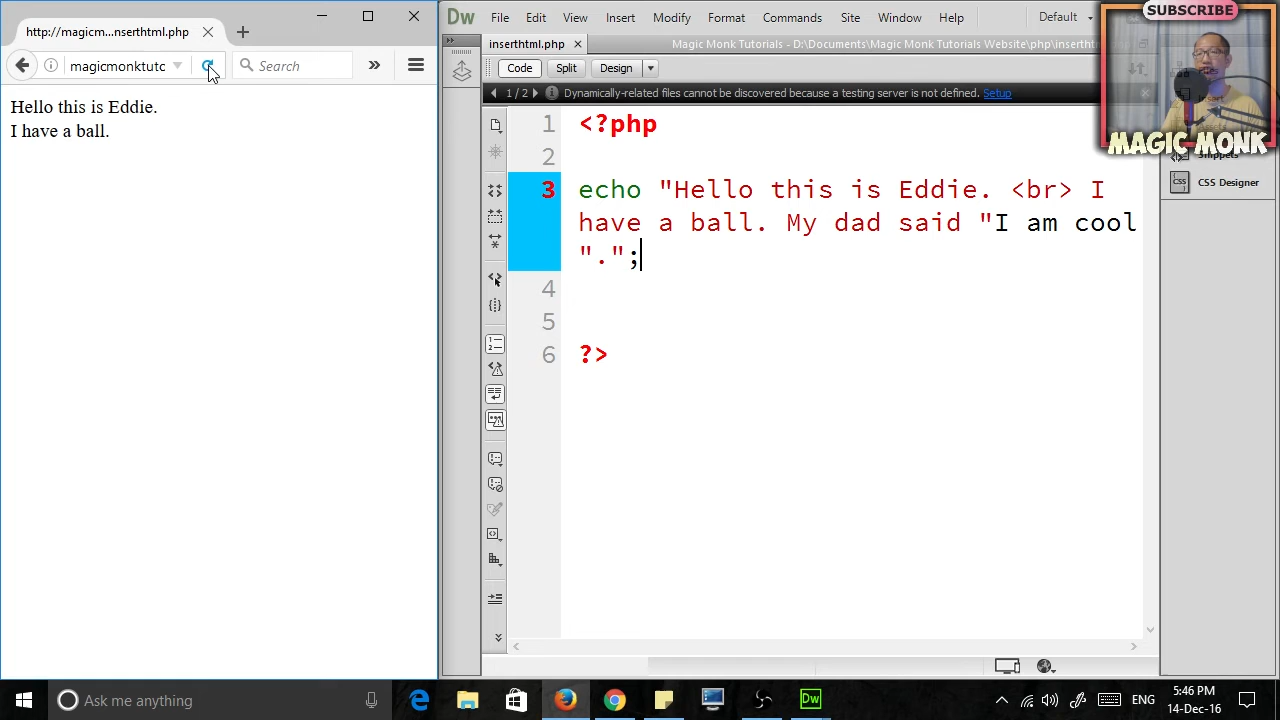 http://magicm...nserthtml.php
magicmonktutc
Search
Hello this is Eddie.
I have a ball.
Dw File Edit View Insert Modify Format Commands Site Window Help Default
inserthtml.php
Magic Monk Tutorials - D:\Documents\Magic Monk Tutorials Website\php\inserth
Code Split Design
1 / 2 Dynamically-related files cannot be discovered because a testing server is not defined. Setup
1 <?php
2
3 echo "Hello this is Eddie. <br> I
have a ball. My dad said "I am cool
".";
4
5
6 ?>
SUBSCRIBE
Insert
MAGIC MONK
Snippets
CSS Designer
Ask me anything
Dw
ENG
5:46 PM
14-Dec-16